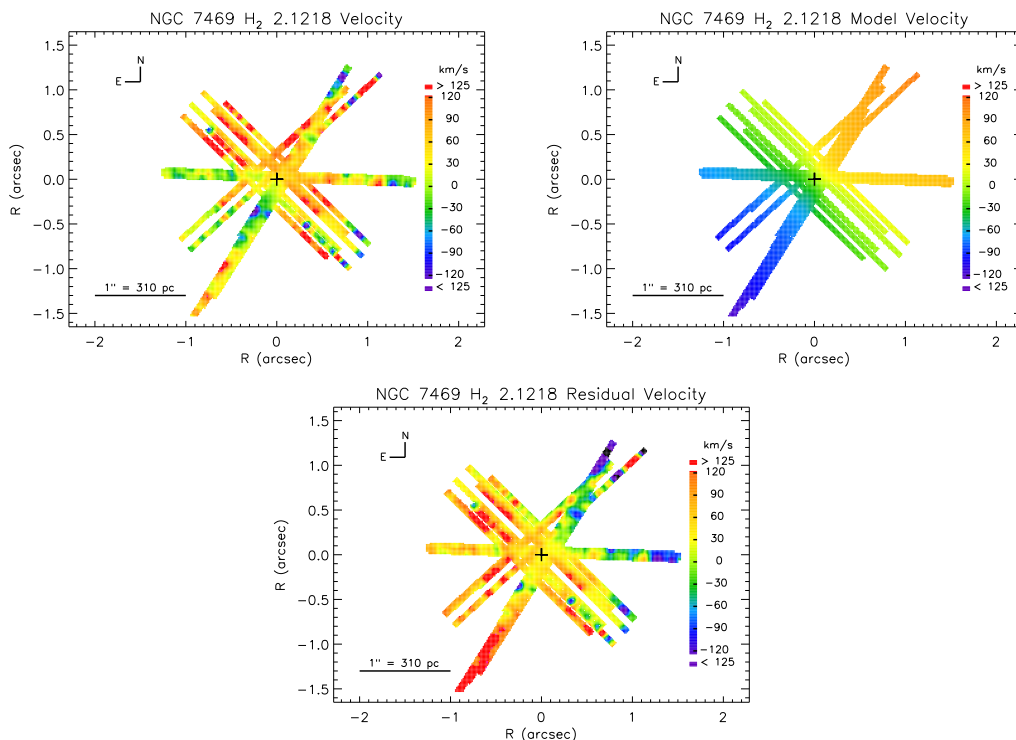 NGC 7469 H₂ 2.1218 Velocity
1.5
1.0
0.5
0.0
−0.5
−1.0
−1.5
R (arcsec)
N
E
km/s
> 125
120
90
60
30
0
−30
−60
−90
−120
< 125
1" = 310 pc
−2 −1 0 1 2
R (arcsec)
NGC 7469 H₂ 2.1218 Model Velocity
1.5
1.0
0.5
0.0
−0.5
−1.0
−1.5
R (arcsec)
N
E
km/s
> 125
120
90
60
30
0
−30
−60
−90
−120
< 125
1" = 310 pc
−2 −1 0 1 2
R (arcsec)
NGC 7469 H₂ 2.1218 Residual Velocity
1.5
1.0
0.5
0.0
−0.5
−1.0
−1.5
R (arcsec)
N
E
km/s
> 125
120
90
60
30
0
−30
−60
−90
−120
< 125
1" = 310 pc
−2 −1 0 1 2
R (arcsec)